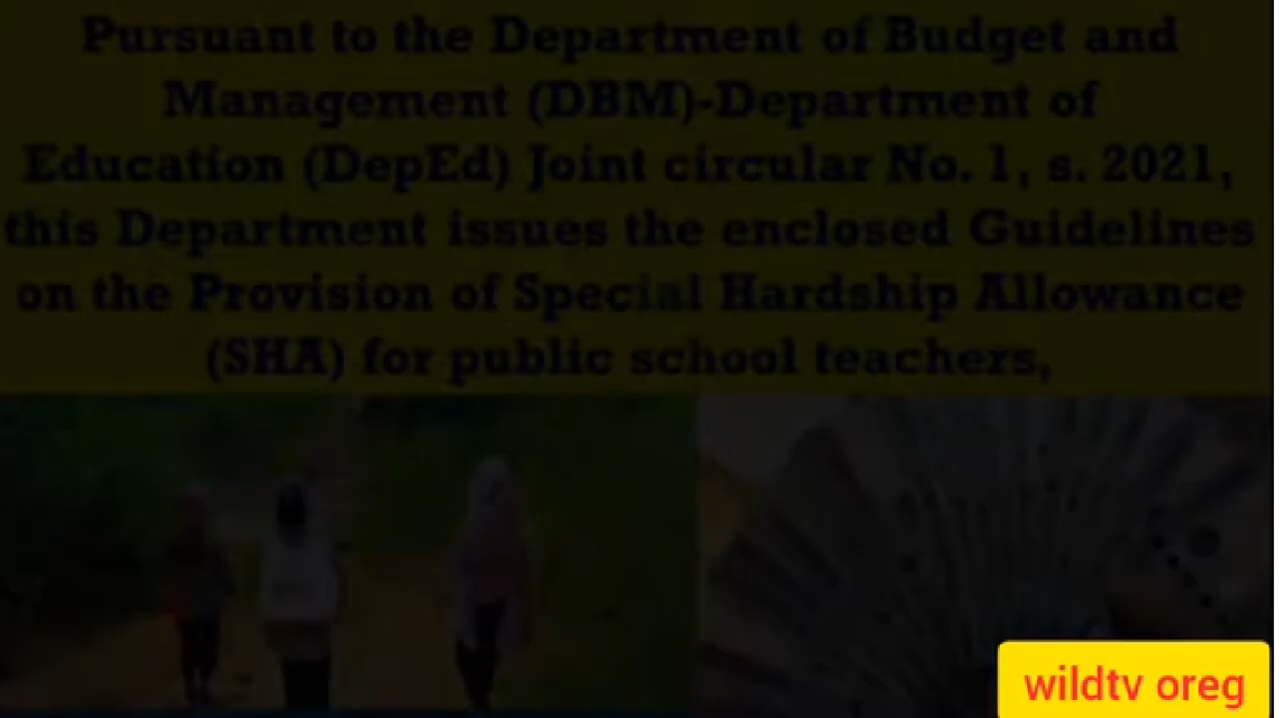 Pursuant to the Department of Budget and
Management (DBM)-Department of
Education (DepEd) Joint circular No. 1, s. 2021,
this Department issues the enclosed Guidelines
on the Provision of Special Hardship Allowance
(SHA) for public school teachers,
wildtv oreg